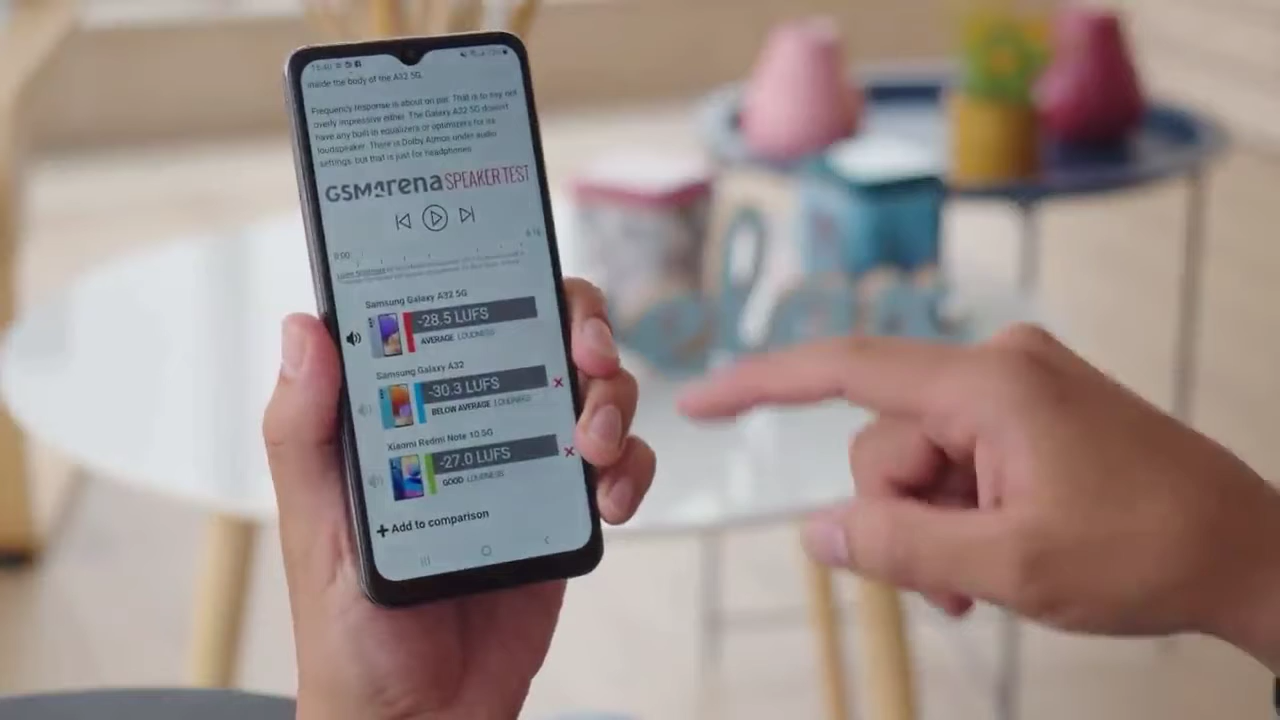 inside the body of the A32 5G.
Frequency response is about on par. That is to say not
overly impressive either. The Galaxy A32 5G doesn't
have any built-in equalizers or optimizers for its
loudspeaker. There is Dolby Atmos under audio
settings, but that is just for headphones.
GSMArena SPEAKER TEST
0:00
Samsung Galaxy A32 5G
-28.5 LUFS
AVERAGE LOUDNESS
Samsung Galaxy A32
-30.3 LUFS
BELOW AVERAGE LOUDNESS
Xiaomi Redmi Note 10 5G
-27.0 LUFS
GOOD LOUDNESS
+ Add to comparison